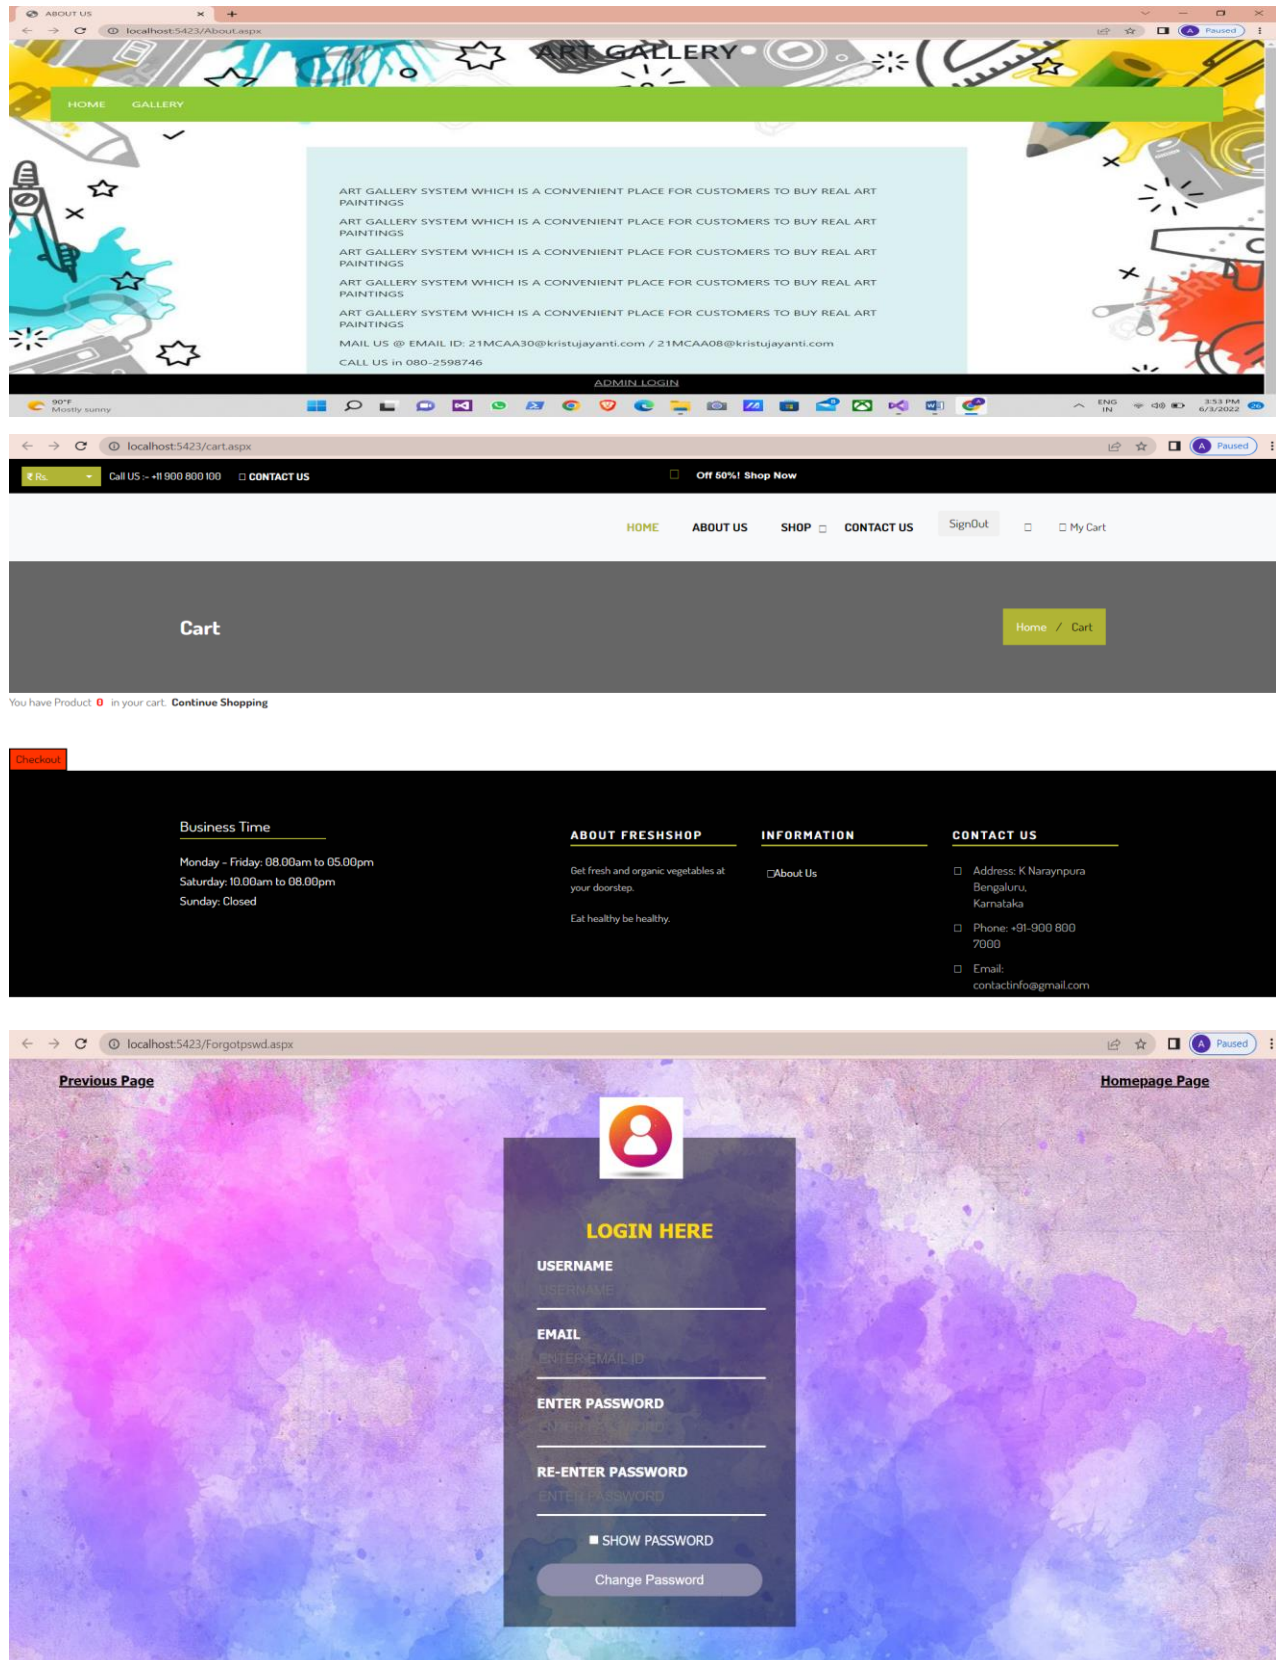 ABOUT US
localhost:5423/About.aspx
A Paused
ART GALLERY
HOME GALLERY
ART GALLERY SYSTEM WHICH IS A CONVENIENT PLACE FOR CUSTOMERS TO BUY REAL ART
PAINTINGS
ART GALLERY SYSTEM WHICH IS A CONVENIENT PLACE FOR CUSTOMERS TO BUY REAL ART
PAINTINGS
ART GALLERY SYSTEM WHICH IS A CONVENIENT PLACE FOR CUSTOMERS TO BUY REAL ART
PAINTINGS
ART GALLERY SYSTEM WHICH IS A CONVENIENT PLACE FOR CUSTOMERS TO BUY REAL ART
PAINTINGS
ART GALLERY SYSTEM WHICH IS A CONVENIENT PLACE FOR CUSTOMERS TO BUY REAL ART
PAINTINGS
MAIL US @ EMAIL ID: 21MCAA30@kristujayanti.com / 21MCAA08@kristujayanti.com
CALL US in 080-2598746
ADMIN LOGIN
90°F
Mostly sunny
ENG
IN
3:53 PM
6/3/2022
26
localhost:5423/cart.aspx
A Paused
₹ Rs. Call US :- +11 900 800 100 CONTACT US Off 50%! Shop Now
HOME ABOUT US SHOP CONTACT US SignOut My Cart
Cart Home / Cart
You have Product 0 in your cart. Continue Shopping
Checkout
Business Time
Monday - Friday: 08.00am to 05.00pm
Saturday: 10.00am to 08.00pm
Sunday: Closed
ABOUT FRESHSHOP
Get fresh and organic vegetables at
your doorstep.
Eat healthy be healthy.
INFORMATION
About Us
CONTACT US
Address: K Naraynpura
Bengaluru,
Karnataka
Phone: +91-900 800
7000
Email:
contactinfo@gmail.com
localhost:5423/Forgotpswd.aspx
A Paused
Previous Page Homepage Page
LOGIN HERE
USERNAME
USERNAME
EMAIL
ENTER EMAIL ID
ENTER PASSWORD
ENTER PASSWORD
RE-ENTER PASSWORD
ENTER PASSWORD
SHOW PASSWORD
Change Password